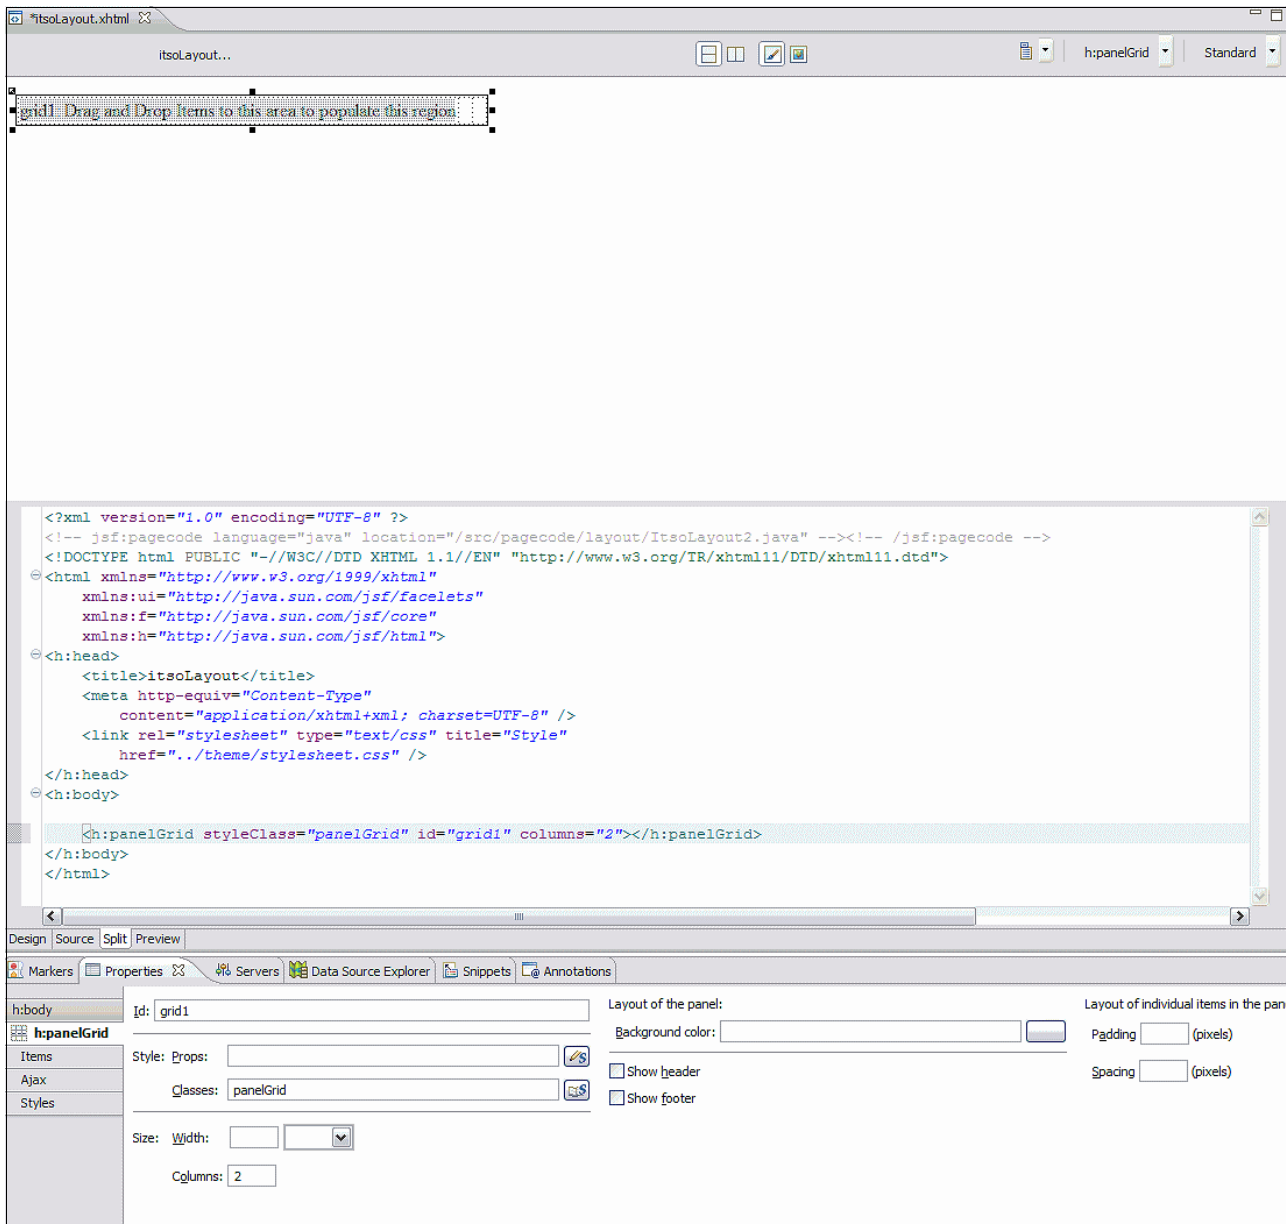 *itsoLayout.xhtml
itsoLayout...
h:panelGrid
Standard
grid1: Drag and Drop Items to this area to populate this region
<?xml version="1.0" encoding="UTF-8" ?>
<!-- jsf:pagecode language="java" location="/src/pagecode/layout/ItsoLayout2.java" --><!-- /jsf:pagecode -->
<!DOCTYPE html PUBLIC "-//W3C//DTD XHTML 1.1//EN" "http://www.w3.org/TR/xhtml11/DTD/xhtml11.dtd">
<html xmlns="http://www.w3.org/1999/xhtml"
xmlns:ui="http://java.sun.com/jsf/facelets"
xmlns:f="http://java.sun.com/jsf/core"
xmlns:h="http://java.sun.com/jsf/html">
<h:head>
<title>itsoLayout</title>
<meta http-equiv="Content-Type"
content="application/xhtml+xml; charset=UTF-8" />
<link rel="stylesheet" type="text/css" title="Style"
href="../theme/stylesheet.css" />
</h:head>
<h:body>
<h:panelGrid styleClass="panelGrid" id="grid1" columns="2"></h:panelGrid>
</h:body>
</html>
Design Source Split Preview
Markers Properties Servers Data Source Explorer Snippets Annotations
h:body
h:panelGrid
Items
Ajax
Styles
Id: grid1
Style: Props:
Classes: panelGrid
Size: Width:
Columns: 2
Layout of the panel:
Background color:
Show header
Show footer
Layout of individual items in the pan
Padding (pixels)
Spacing (pixels)